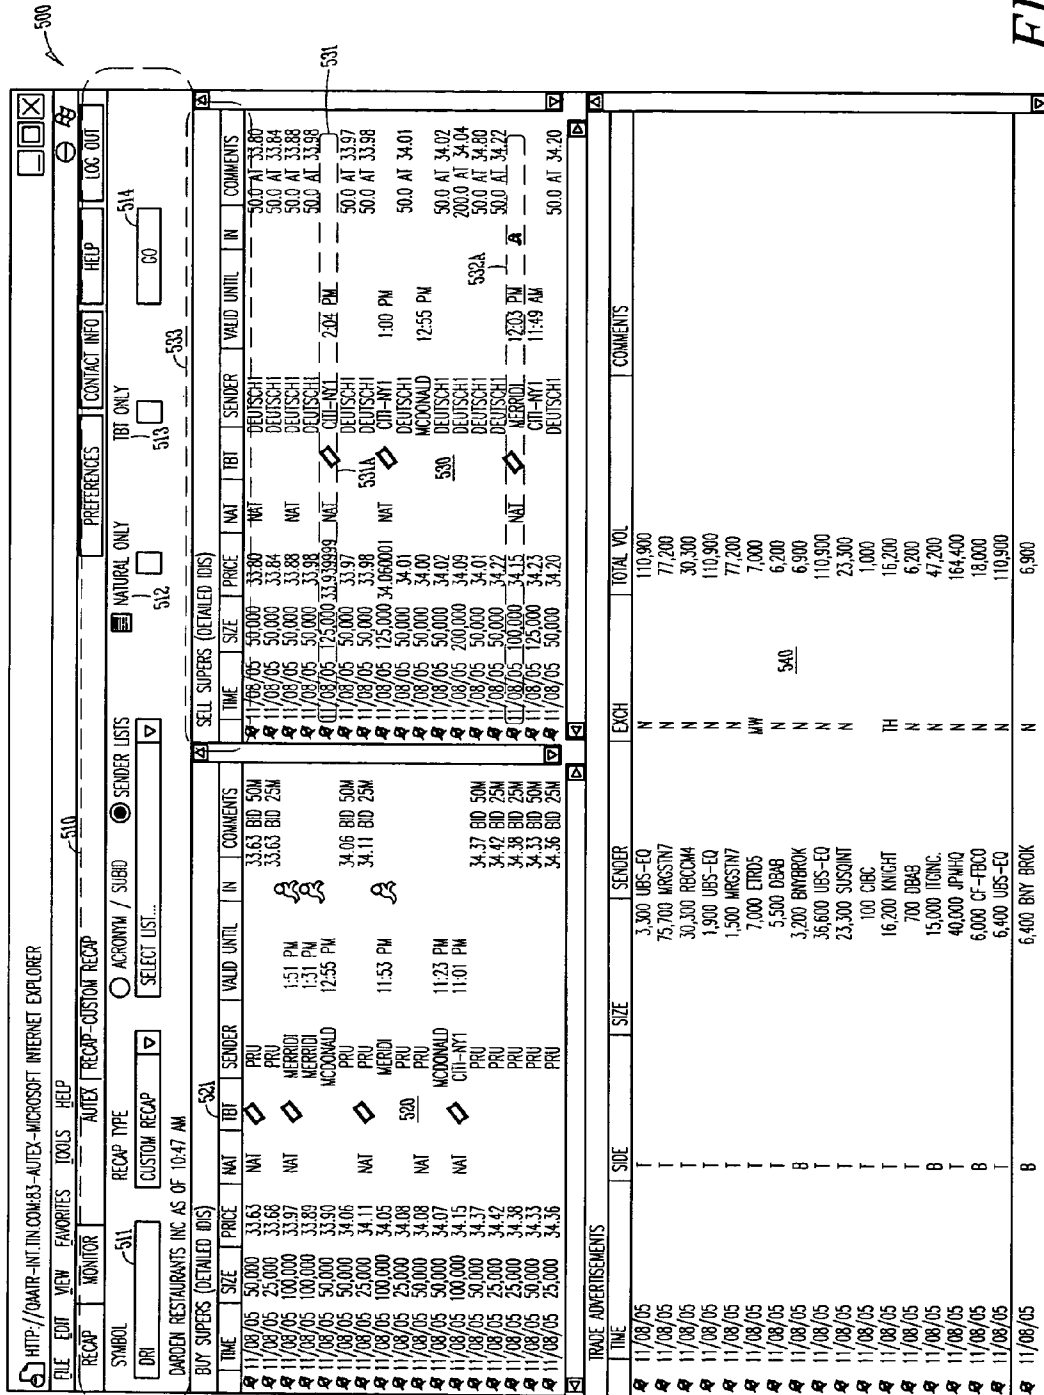 500
HTTP://QAATR-INT.TIN.COM:83-AUTEX-MICROSOFT INTERNET EXPLORER
FILE EDIT VIEW FAVORITES TOOLS HELP
510
RECAP MONITOR AUTEX RECAP-CUSTOM RECAP PREFERENCES CONTACT INFO HELP LOG OUT
SYMBOL 511 RECAP TYPE ACRONYM / SUBID SENDER LISTS NATURAL ONLY TBT ONLY
DRI CUSTOM RECAP SELECT LIST... 512 513 GO 514
DARDEN RESTAURANTS INC AS OF 10:47 AM 533
BUY SUPERS (DETAILED IOIS) 521
TIME SIZE PRICE NAT TBT SENDER VALID UNTIL IN COMMENTS
11/08/05 50,000 33.63 NAT PRU 33.63 BID 50M
11/08/05 25,000 33.68 PRU 33.63 BID 25M
11/08/05 100,000 33.97 NAT MERRIDI 1:51 PM
11/08/05 100,000 33.89 MERRIDI 1:31 PM
11/08/05 50,000 33.90 MCDONALD 12:55 PM
11/08/05 50,000 34.06 PRU 34.06 BID 50M
11/08/05 25,000 34.11 NAT PRU 34.11 BID 25M
11/08/05 100,000 34.05 MERIDI 11:53 PM
11/08/05 25,000 34.08 PRU
11/08/05 50,000 34.08 NAT PRU
11/08/05 50,000 34.07 MCDONALD 11:23 PM
11/08/05 100,000 34.15 NAT CITI-NY1 11:01 PM
11/08/05 50,000 34.37 PRU 34.37 BID 50M
11/08/05 25,000 34.42 PRU 34.42 BID 25M
11/08/05 25,000 34.38 PRU 34.38 BID 25M
11/08/05 50,000 34.33 PRU 34.33 BID 50M
11/08/05 25,000 34.36 PRU 34.36 BID 25M
520
SELL SUPERS (DETAILED IOIS)
TIME SIZE PRICE NAT TBT SENDER VALID UNTIL IN COMMENTS
11/08/05 50,000 33.80 NAT DEUTSCH1 50.0 AT 33.80
11/08/05 50,000 33.84 DEUTSCH1 50.0 AT 33.84
11/08/05 50,000 33.88 NAT DEUTSCH1 50.0 AT 33.88
11/08/05 50,000 33.98 DEUTSCH1 50.0 AT 33.98
11/08/05 125,000 33.939999 NAT CITI-NY1 2:04 PM
11/08/05 50,000 33.97 DEUTSCH1 50.0 AT 33.97
11/08/05 50,000 33.98 DEUTSCH1 50.0 AT 33.98
11/08/05 125,000 34.060001 NAT CITI-NY1 1:00 PM
11/08/05 50,000 34.01 DEUTSCH1 50.0 AT 34.01
11/08/05 50,000 34.00 MCDONALD 12:55 PM
11/08/05 50,000 34.02 DEUTSCH1 50.0 AT 34.02
11/08/05 200,000 34.09 DEUTSCH1 200.0 AT 34.04
11/08/05 50,000 34.01 DEUTSCH1 50.0 AT 34.80
11/08/05 50,000 34.22 DEUTSCH1 50.0 AT 34.22
11/08/05 100,000 34.15 NAT MERRIDI 12:03 PM
11/08/05 125,000 34.23 CITI-NY1 11:49 AM
11/08/05 50,000 34.20 DEUTSCH1 50.0 AT 34.20
531
531A
530
532A
TRADE ADVERTISEMENTS
TIME SIDE SIZE SENDER EXCH TOTAL VOL COMMENTS
11/08/05 T 3,300 UBS-EQ N 110,900
11/08/05 T 75,700 MRGSTN7 N 77,200
11/08/05 T 30,300 RBCCM4 N 30,300
11/08/05 T 1,900 UBS-EQ N 110,900
11/08/05 T 1,500 MRGSTN7 N 77,200
11/08/05 T 7,000 ETRD5 MW 7,000
11/08/05 T 5,500 DBAB N 6,200
11/08/05 B 3,200 BNYBROK N 6,900
11/08/05 T 36,600 UBS-EQ N 110,900
11/08/05 T 23,300 SUSQINT N 23,300
11/08/05 T 100 CIBC 1,000
11/08/05 T 16,200 KNIGHT TH 16,200
11/08/05 T 700 DBAB N 6,200
11/08/05 B 15,000 ITGINC. N 47,200
11/08/05 T 40,000 JPMHQ N 164,400
11/08/05 B 6,000 CF-FBCO N 18,000
11/08/05 T 6,400 UBS-EQ N 110,900
11/08/05 B 6,400 BNY BROK N 6,900
540